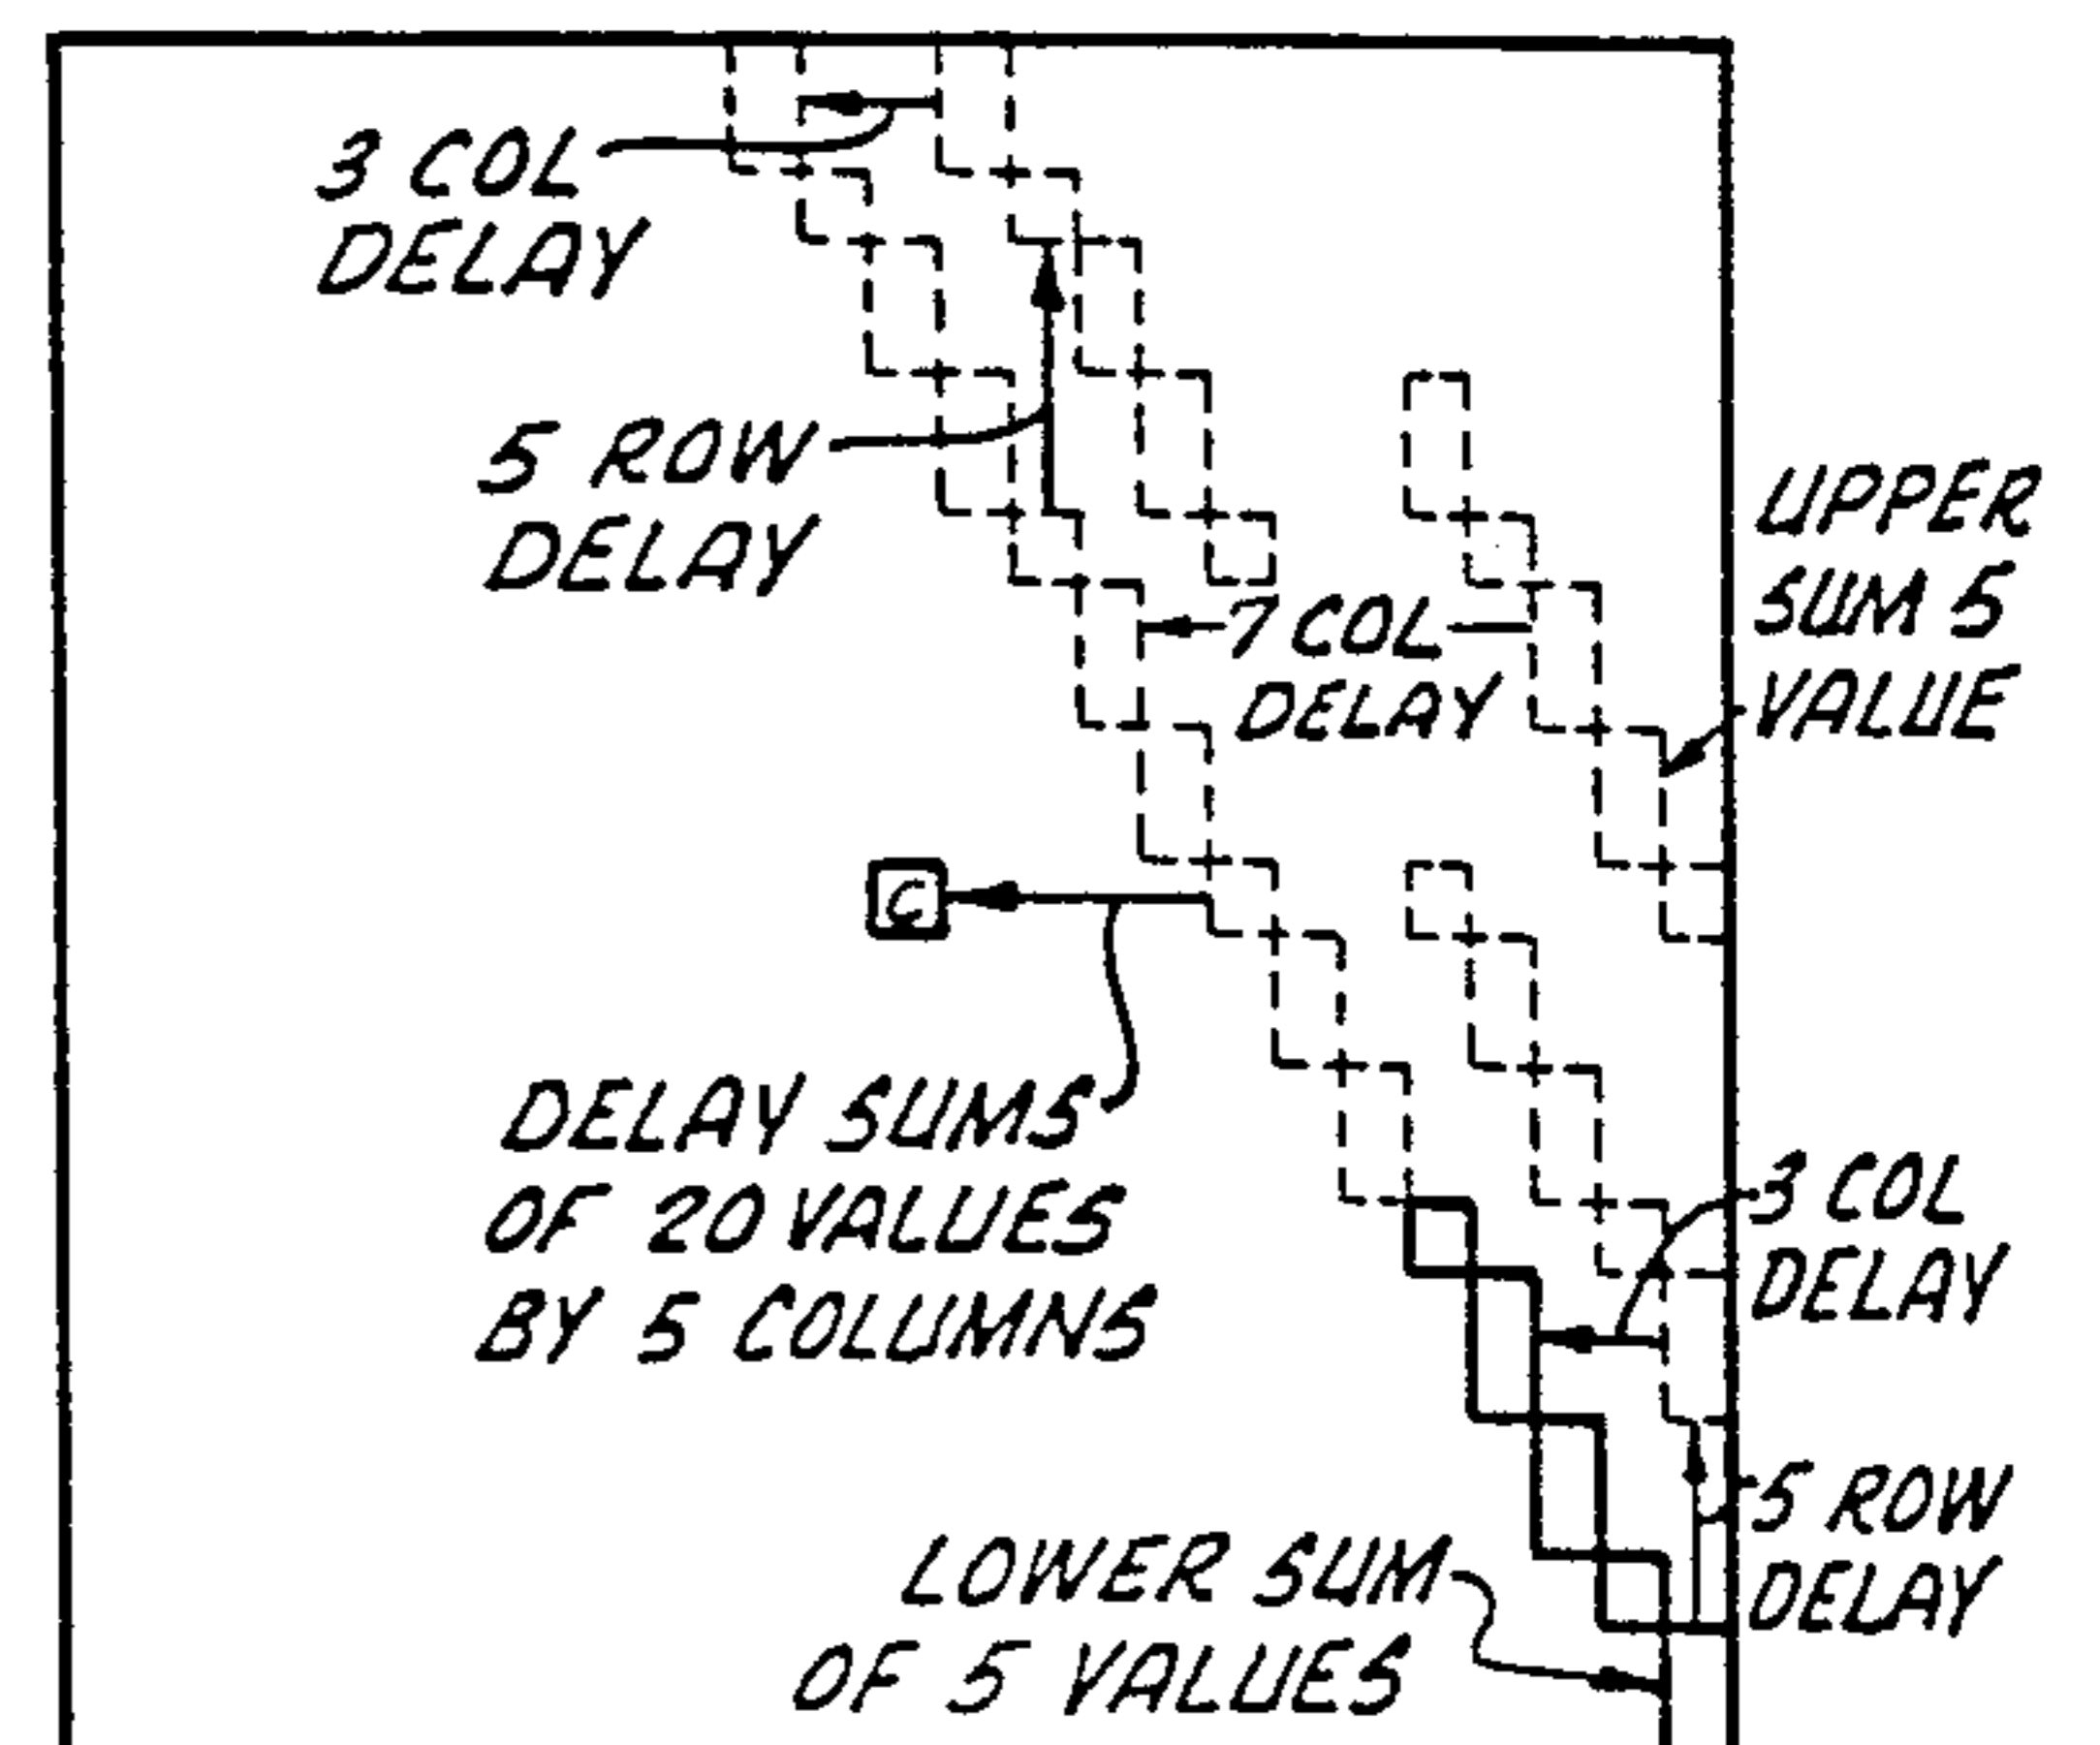 3 COL
DELAY
5 ROW
DELAY
UPPER
SUM 5
VALUE
7 COL
DELAY
C
DELAY SUMS
OF 20 VALUES
BY 5 COLUMNS
3 COL
DELAY
5 ROW
DELAY
LOWER SUM
OF 5 VALUES